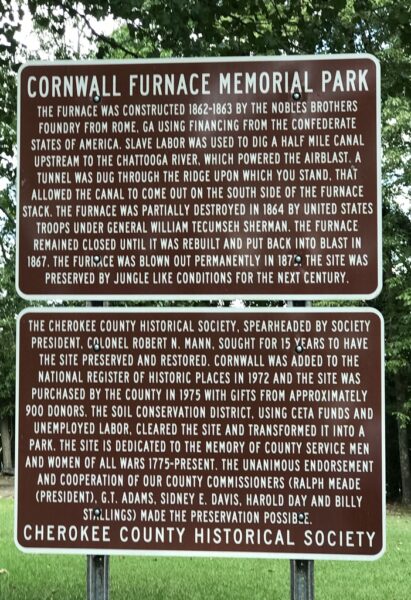 CORNWALL FURNACE MEMORIAL PARK
THE FURNACE WAS CONSTRUCTED 1862-1863 BY THE NOBLES BROTHERS
FOUNDRY FROM ROME, GA USING FINANCING FROM THE CONFEDERATE
STATES OF AMERICA. SLAVE LABOR WAS USED TO DIG A HALF MILE CANAL
UPSTREAM TO THE CHATTOOGA RIVER, WHICH POWERED THE AIRBLAST. A
TUNNEL WAS DUG THROUGH THE RIDGE UPON WHICH YOU STAND, THAT
ALLOWED THE CANAL TO COME OUT ON THE SOUTH SIDE OF THE FURNACE
STACK. THE FURNACE WAS PARTIALLY DESTROYED IN 1864 BY UNITED STATES
TROOPS UNDER GENERAL WILLIAM TECUMSEH SHERMAN. THE FURNACE
REMAINED CLOSED UNTIL IT WAS REBUILT AND PUT BACK INTO BLAST IN
1867. THE FURNACE WAS BLOWN OUT PERMANENTLY IN THE SITE WAS
PRESERVED BY JUNGLE LIKE CONDITIONS FOR THE NEXT CENTURY.
THE CHEROKEE COUNTY HISTORICAL SOCIETY, SPEARHEADED BY SOCIETY
PRESIDENT, COLONEL ROBERT N. MANN, SOUGHT FOR 15 YEARS TO HAVE
THE SITE PRESERVED AND RESTORED. CORNWALL WAS ADDED TO THE
NATIONAL REGISTER OF HISTORIC PLACES IN 1972 AND THE SITE WAS
PURCHASED BY THE COUNTY IN 1975 WITH GIFTS FROM APPROXIMATELY
900 DONORS. THE SOIL CONSERVATION DISTRICT, USING CETA FUNDS AND
UNEMPLOYED LABOR, CLEARED THE SITE AND TRANSFORMED IT INTO A
PARK. THE SITE IS DEDICATED TO THE MEMORY OF COUNTY SERVICE MEN
AND WOMEN OF ALL WARS 1775-PRESENT. THE UNANIMOUS ENDORSEMENT
AND COOPERATION OF OUR COUNTY COMMISSIONERS (RALPH MEADE
(PRESIDENT), G.T. ADAMS, SIDNEY E. DAVIS, HAROLD DAY AND BILLY
STALLINGS) MADE THE PRESERVATION POSSIBLE.
CHEROKEE COUNTY HISTORICAL SOCIETY